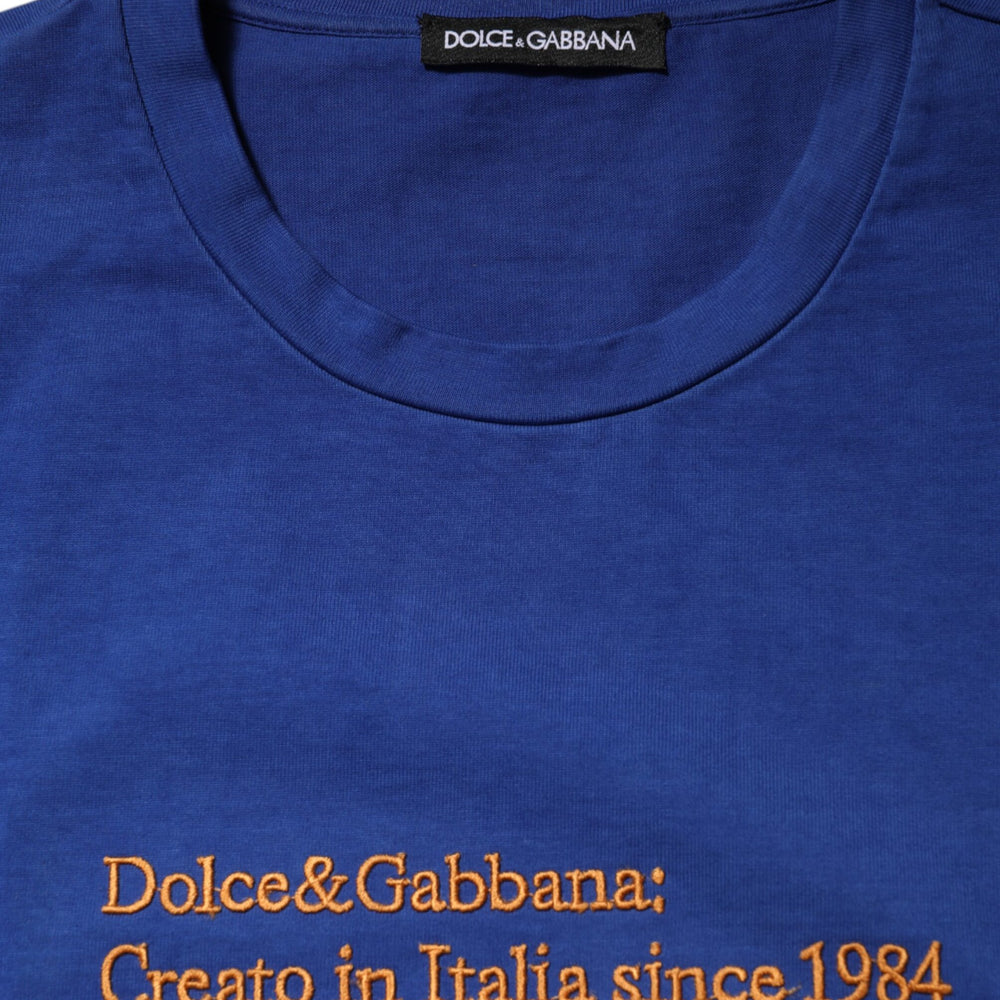 DOLCE & GABBANA
Dolce&Gabbana:
Creato in Italia since 1984